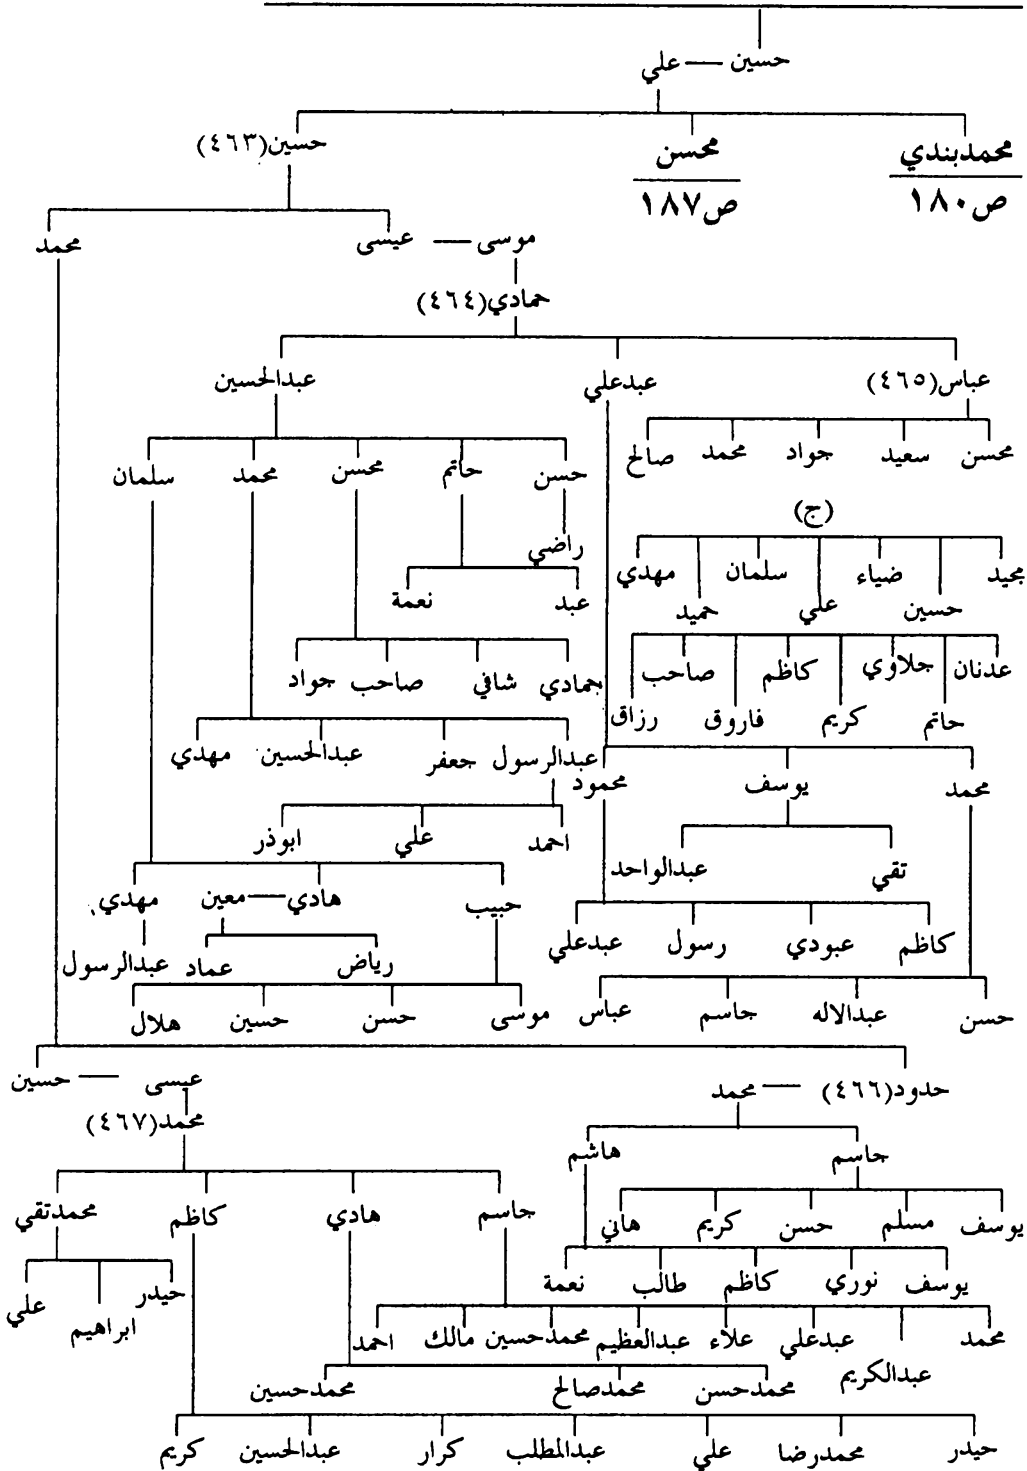 حسين — علي
محمدبندي محسن حسين(٤٦٣)
ص١٨٠ ص١٨٧
موسى — عيسى محمد
حمادي(٤٦٤)
عباس(٤٦٥) عبدعلي عبدالحسين
محسن سعيد جواد محمد صالح
حسن حاتم محسن محمد سلمان
(ج)
راضي
مجيد حسين ضياء علي سلمان حميد مهدي
عبد نعمة
عدنان حاتم جلاوي كريم كاظم فاروق صاحب رزاق
حمادي شافي صاحب جواد
عبدالرسول جعفر عبدالحسين مهدي
محمد يوسف محمود
احمد علي ابوذر
تقي عبدالواحد
حبيب هادي — معين مهدي
كاظم عبودي رسول عبدعلي
رياض عماد عبدالرسول
حسن عبدالاله جاسم عباس
موسى حسن حسين هلال
حدود(٤٦٦) — محمد عيسى — حسين
محمد(٤٦٧)
جاسم هاشم
جاسم هادي كاظم محمدتقي
يوسف مسلم حسن كريم هاني
يوسف نوري كاظم طالب نعمة
حيدر ابراهيم علي
محمد عبدالكريم عبدعلي علاء عبدالعظيم محمدحسين مالك احمد
محمدحسن محمدصالح محمدحسين
حيدر محمدرضا علي عبدالمطلب كرار عبدالحسين كريم